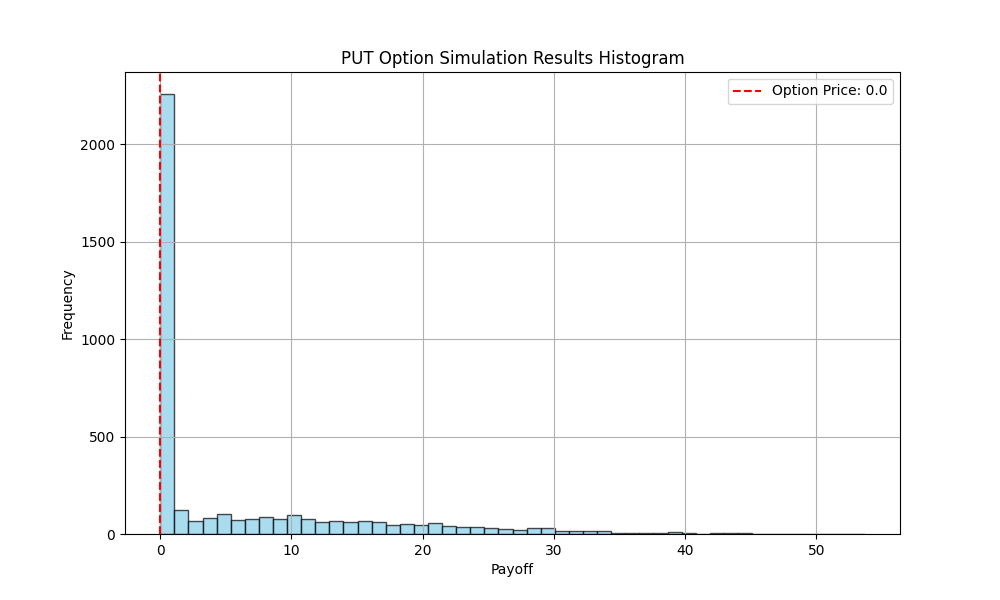 PUT Option Simulation Results Histogram
Option Price: 0.0
Frequency
2000
1500
1000
500
0
0 10 20 30 40 50
Payoff